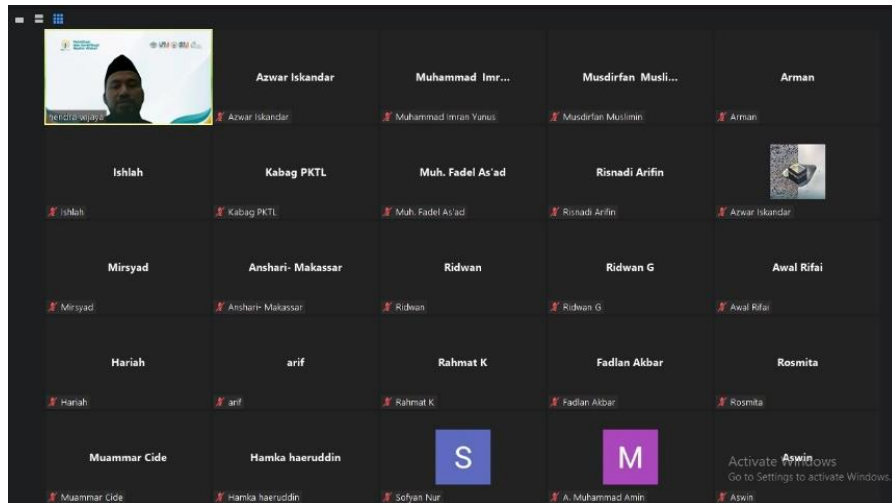 hendra wijaya
Azwar Iskandar
Azwar Iskandar
Muhammad Imr...
Muhammad Imran Yunus
Musdirfan Musli...
Musdirfan Muslimin
Arman
Arman
Ishlah
Ishlah
Kabag PKTL
Kabag PKTL
Muh. Fadel As'ad
Muh. Fadel As'ad
Risnadi Arifin
Risnadi Arifin
Azwar Iskandar
Mirsyad
Mirsyad
Anshari- Makassar
Anshari- Makassar
Ridwan
Ridwan
Ridwan G
Ridwan G
Awal Rifai
Awal Rifai
Hariah
Hariah
arif
arif
Rahmat K
Rahmat K
Fadlan Akbar
Fadlan Akbar
Rosmita
Rosmita
Muammar Cide
Muammar Cide
Hamka haeruddin
Hamka haeruddin
S
Sofyan Nur
M
A. Muhammad Amin
Aswin
Aswin
Activate Windows
Go to Settings to activate Windows.